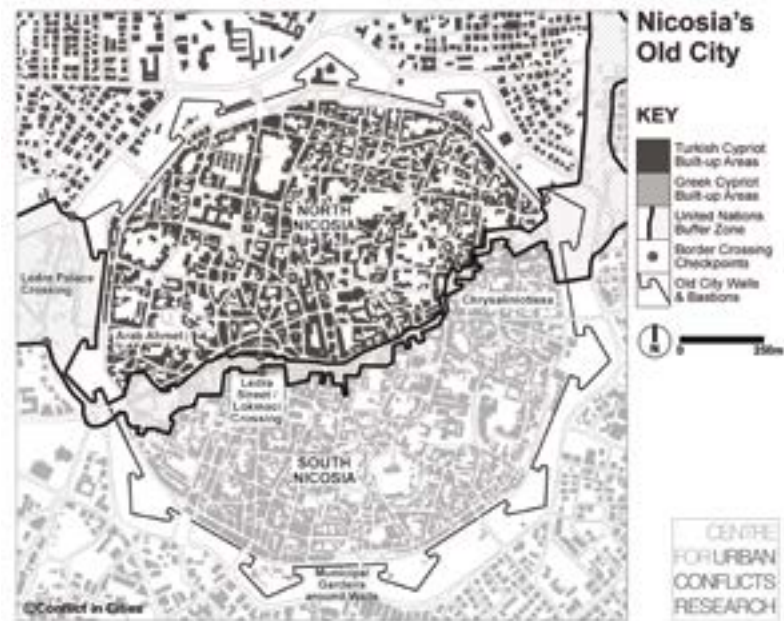 Nicosia's
Old City
KEY
Turkish Cypriot
Built-up Areas
Greek Cypriot
Built-up Areas
United Nations
Buffer Zone
Border Crossing
Checkpoints
Old City Walls
& Bastions
N
0 250m
NORTH
NICOSIA
Ledra Palace
Crossing
Chrysaliniotissa
Arab Ahmet
Ledra
Street /
Lokmaci
Crossing
SOUTH
NICOSIA
Municipal
Gardens
around Walls
©Conflict in Cities
CENTRE
FOR URBAN
CONFLICTS
RESEARCH